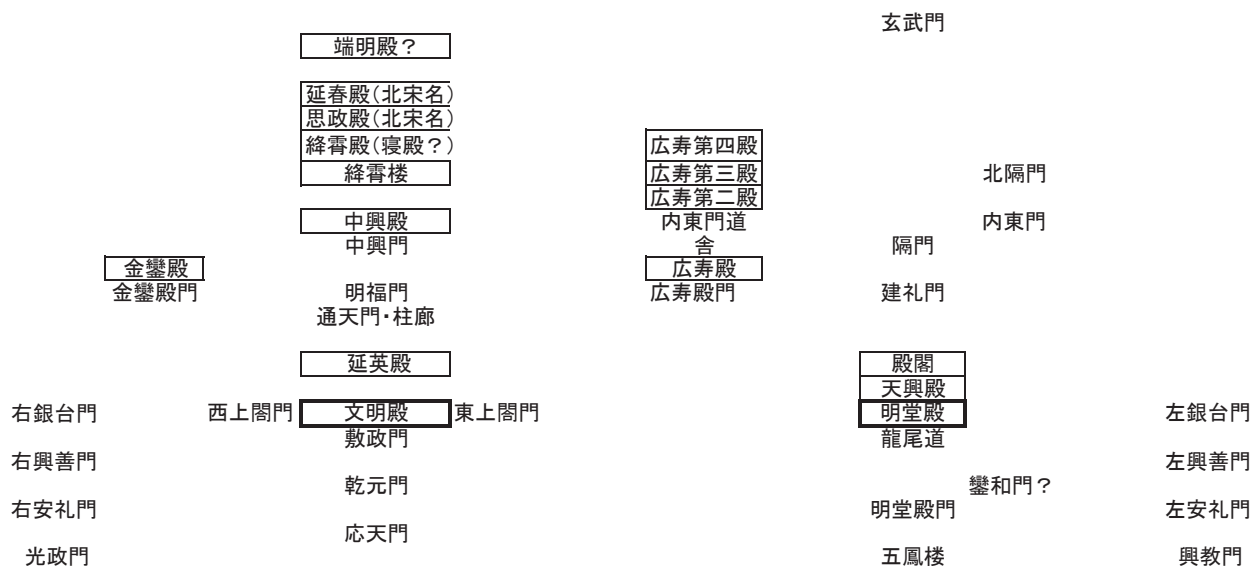 玄武門
端明殿？
延春殿(北宋名)
思政殿(北宋名)
絳霄殿(寝殿？) 広寿第四殿
絳霄楼 広寿第三殿 北隔門
広寿第二殿
中興殿 内東門道 内東門
中興門 舎 隔門
金鑾殿 広寿殿
金鑾殿門 明福門 広寿殿門 建礼門
通天門・柱廊
延英殿 殿閣
天興殿
右銀台門 西上閤門 文明殿 東上閤門 明堂殿 左銀台門
敷政門 龍尾道
右興善門 左興善門
乾元門 鑾和門？
右安礼門 明堂殿門 左安礼門
応天門
光政門 五鳳楼 興教門